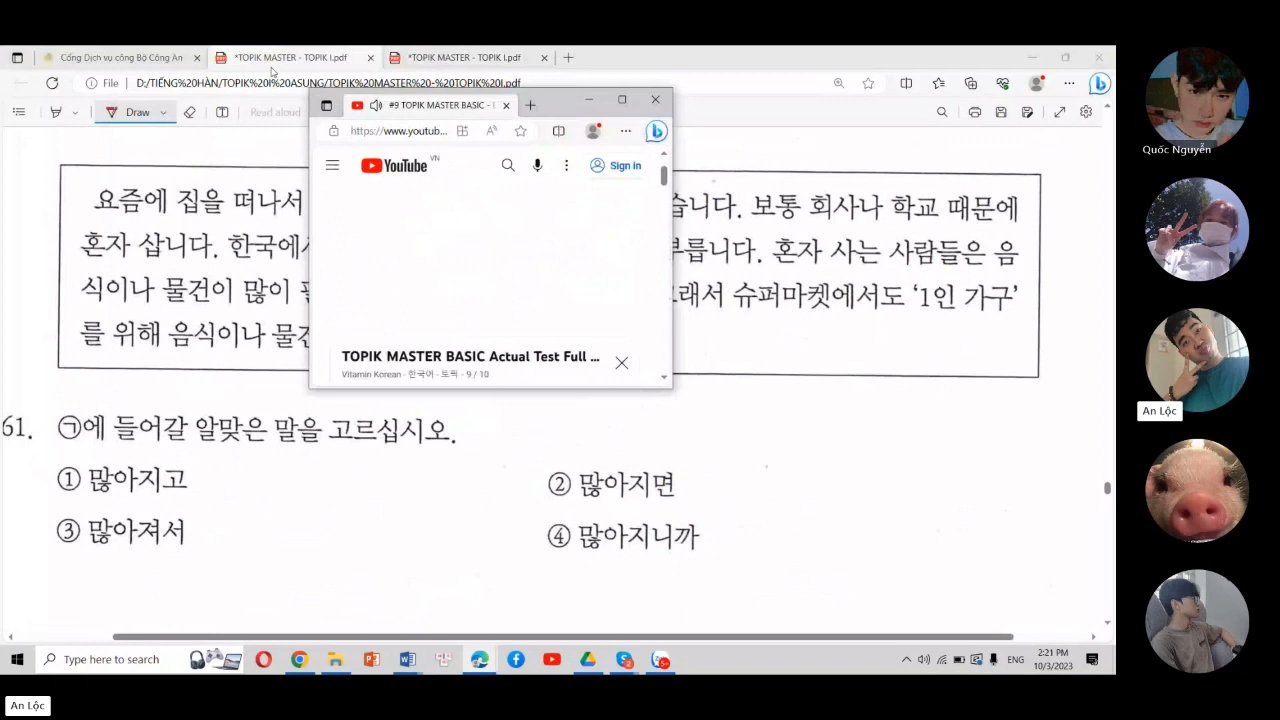 Cổng Dịch vụ công Bộ Công An
*TOPIK MASTER - TOPIK I.pdf
*TOPIK MASTER - TOPIK I.pdf
File
D:/TIẾNG%20HÀN/TOPIK%20I%20ASUNG/TOPIK%20MASTER%20-%20TOPIK%20I.pdf
Draw
Read aloud
#9 TOPIK MASTER BASIC -
https://www.youtub...
YouTube VN
Sign in
TOPIK MASTER BASIC Actual Test Full ...
Vitamin Korean · 한국어 · 토픽 - 9 / 10
요즘에 집을 떠나서 습니다. 보통 회사나 학교 때문에
혼자 삽니다. 한국에서 부릅니다. 혼자 사는 사람들은 음
식이나 물건이 많이 그래서 슈퍼마켓에서도 ‘1인 가구’
를 위해 음식이나 물건
61. ㉠에 들어갈 알맞은 말을 고르십시오.
① 많아지고
② 많아지면
③ 많아져서
④ 많아지니까
Type here to search
ENG
2:21 PM
10/3/2023
Quốc Nguyễn
An Lộc
An Lộc